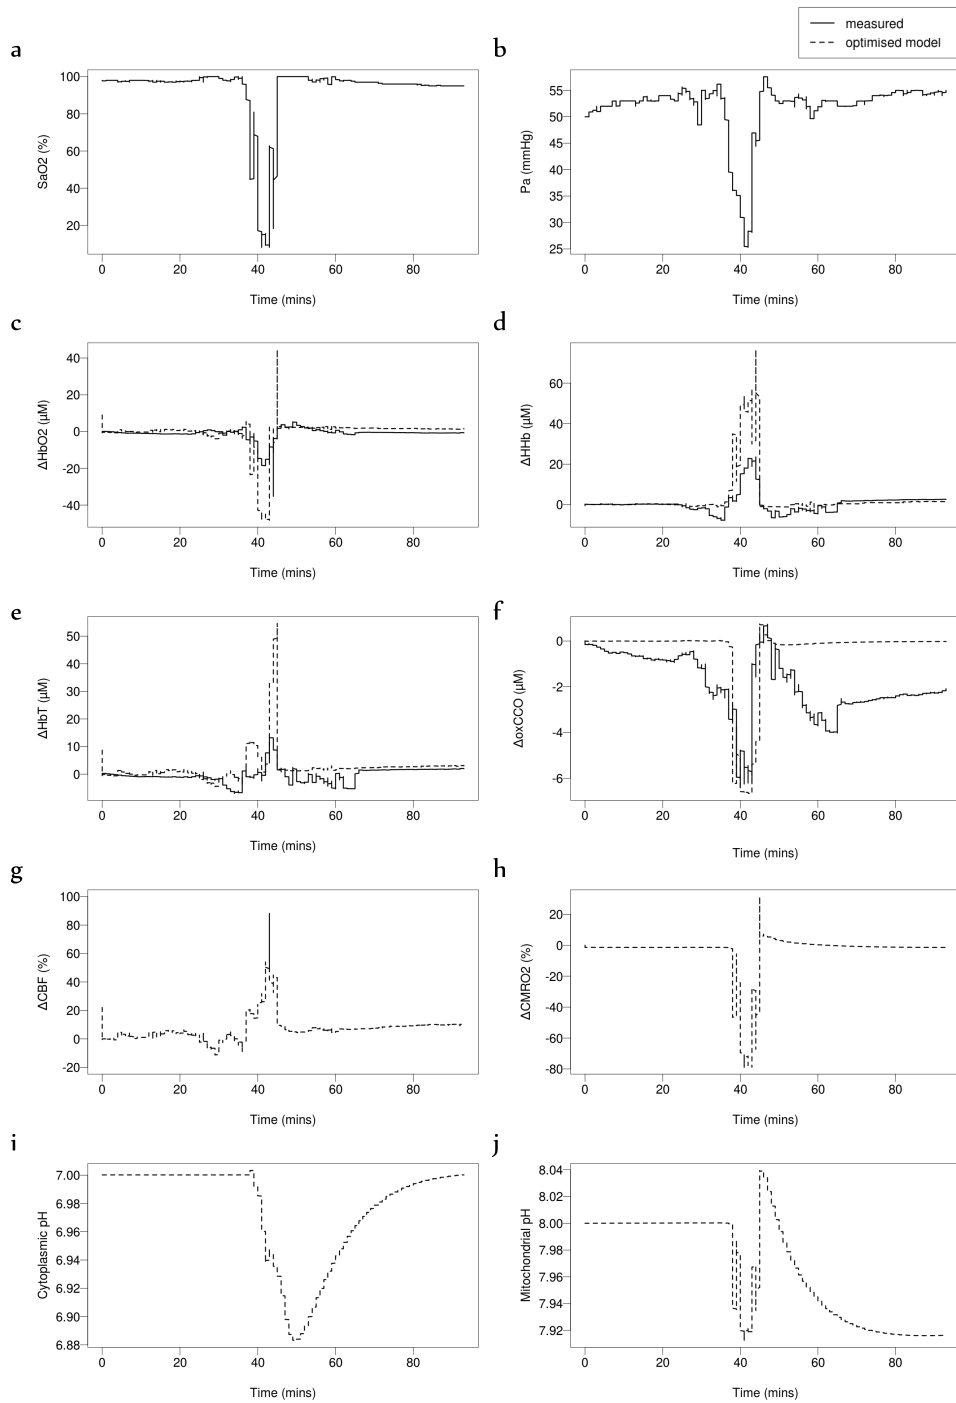 measured
optimised model
a
100
80
60
40
20
SaO2 (%)
0 20 40 60 80
Time (mins)
b
55
50
45
40
35
30
25
Pa (mmHg)
0 20 40 60 80
Time (mins)
c
40
20
0
-20
-40
ΔHbO2 (µM)
0 20 40 60 80
Time (mins)
d
60
40
20
0
ΔHHb (µM)
0 20 40 60 80
Time (mins)
e
50
40
30
20
10
0
ΔHbT (µM)
0 20 40 60 80
Time (mins)
f
0
-2
-4
-6
ΔoxCCO (µM)
0 20 40 60 80
Time (mins)
g
100
80
60
40
20
0
-20
ΔCBF (%)
0 20 40 60 80
Time (mins)
h
20
0
-20
-40
-60
-80
ΔCMRO2 (%)
0 20 40 60 80
Time (mins)
i
7.00
6.98
6.96
6.94
6.92
6.90
6.88
Cytoplasmic pH
0 20 40 60 80
Time (mins)
j
8.04
8.02
8.00
7.98
7.96
7.94
7.92
Mitochondrial pH
0 20 40 60 80
Time (mins)